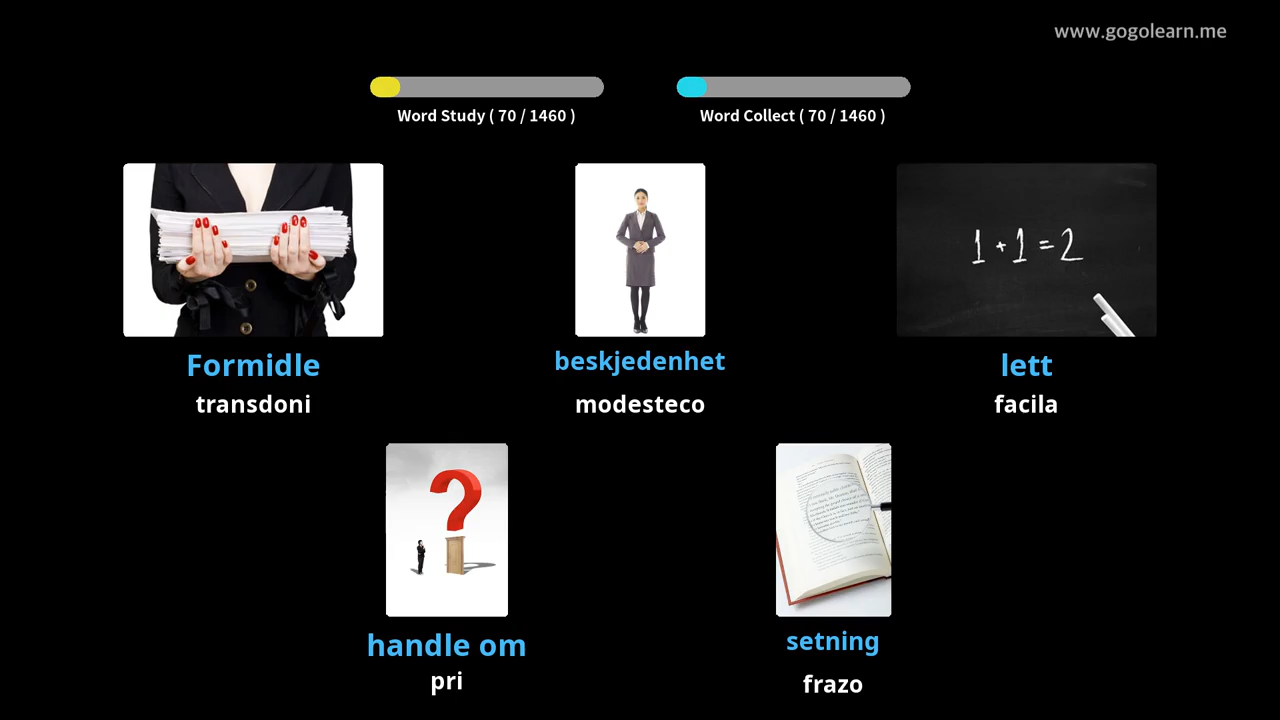 www.gogolearn.me
Word Study ( 70 / 1460 )
Word Collect ( 70 / 1460 )
1 + 1 = 2
Formidle
beskjedenhet
lett
transdoni
modesteco
facila
handle om
setning
pri
frazo